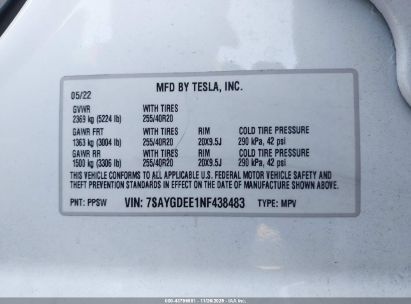 MFD BY TESLA, INC.
05/22
GVWR WITH TIRES
2369 kg (5224 lb) 255/40R20
GAWR FRT WITH TIRES RIM COLD TIRE PRESSURE
1363 kg (3004 lb) 255/40R20 20X9.5J 290 kPa, 42 psi
GAWR RR WITH TIRES RIM COLD TIRE PRESSURE
1500 kg (3306 lb) 255/40R20 20X9.5J 290 kPa, 42 psi
THIS VEHICLE CONFORMS TO ALL APPLICABLE U.S. FEDERAL MOTOR VEHICLE SAFETY AND
THEFT PREVENTION STANDARDS IN EFFECT ON THE DATE OF MANUFACTURE SHOWN ABOVE.
PNT: PPSW VIN: 7SAYGDEE1NF438483 TYPE: MPV